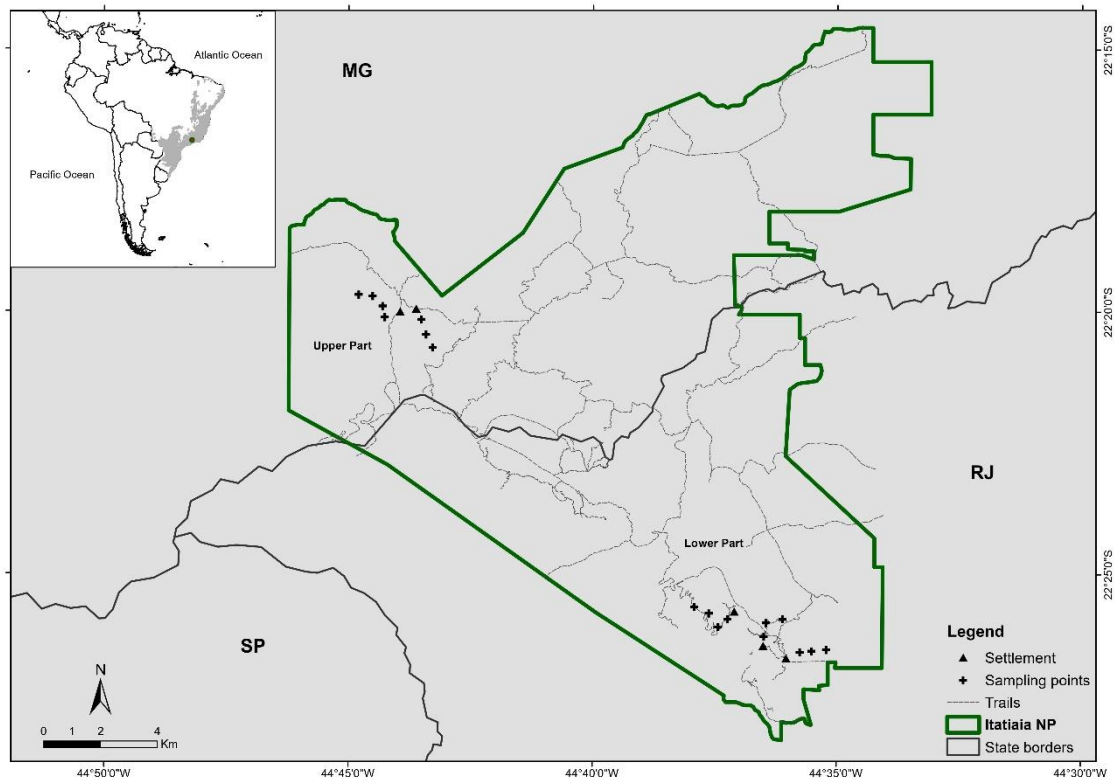 Atlantic Ocean
Pacific Ocean
MG
22°15'0"S
Upper Part
22°20'0"S
RJ
Lower Part
22°25'0"S
SP
N
0 1 2 4
Km
Legend
Settlement
Sampling points
Trails
Itatiaia NP
State borders
44°50'0"W 44°45'0"W 44°40'0"W 44°35'0"W 44°30'0"W